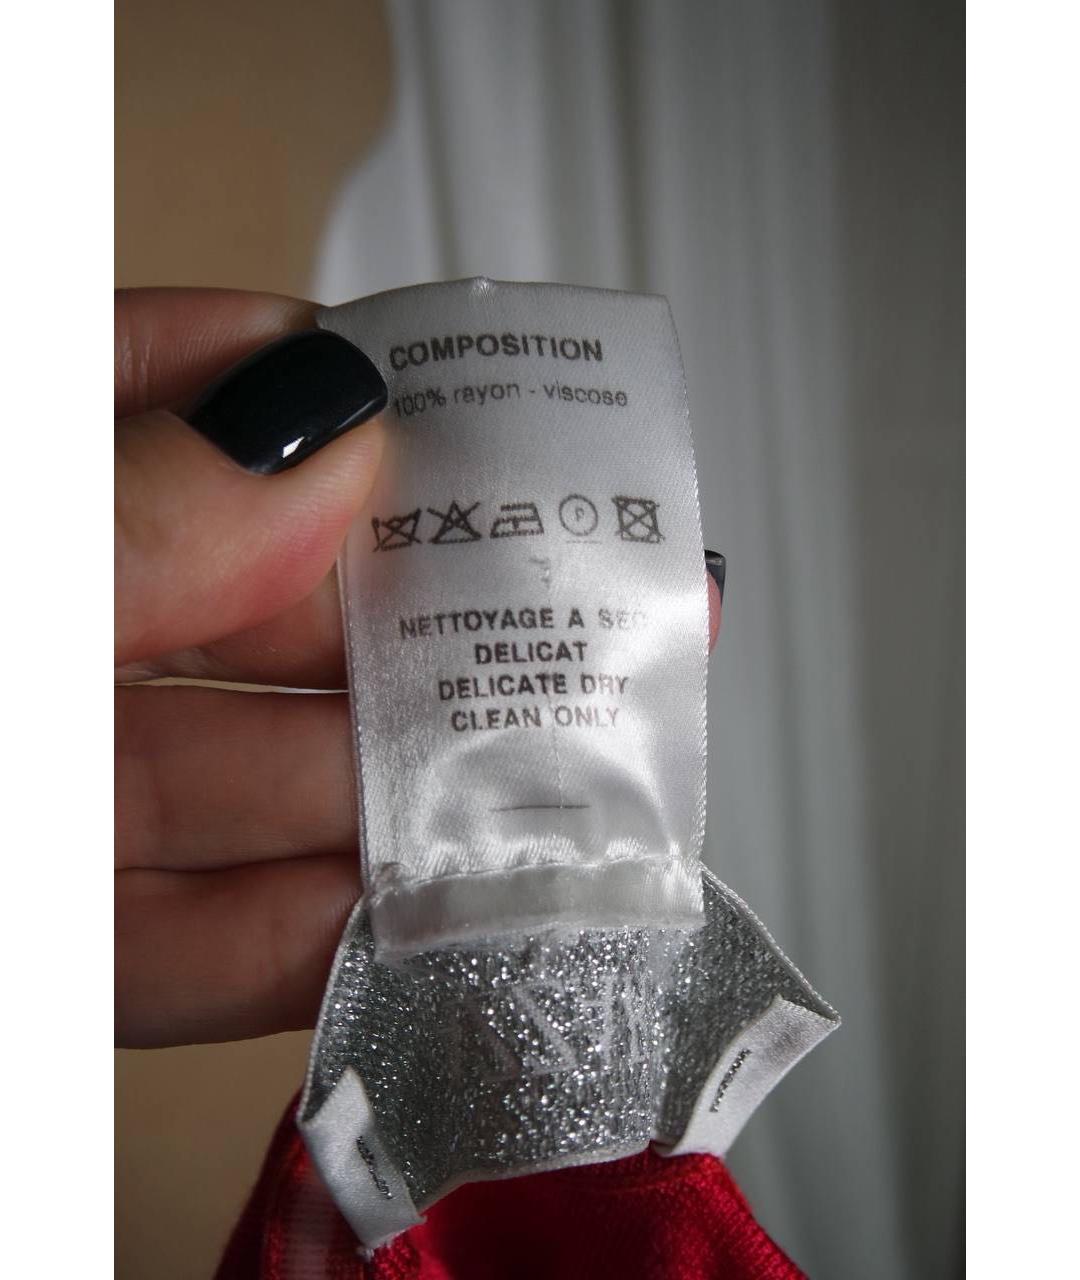 COMPOSITION
100% rayon - viscose
P
NETTOYAGE A SEC
DELICAT
DELICATE DRY
CLEAN ONLY